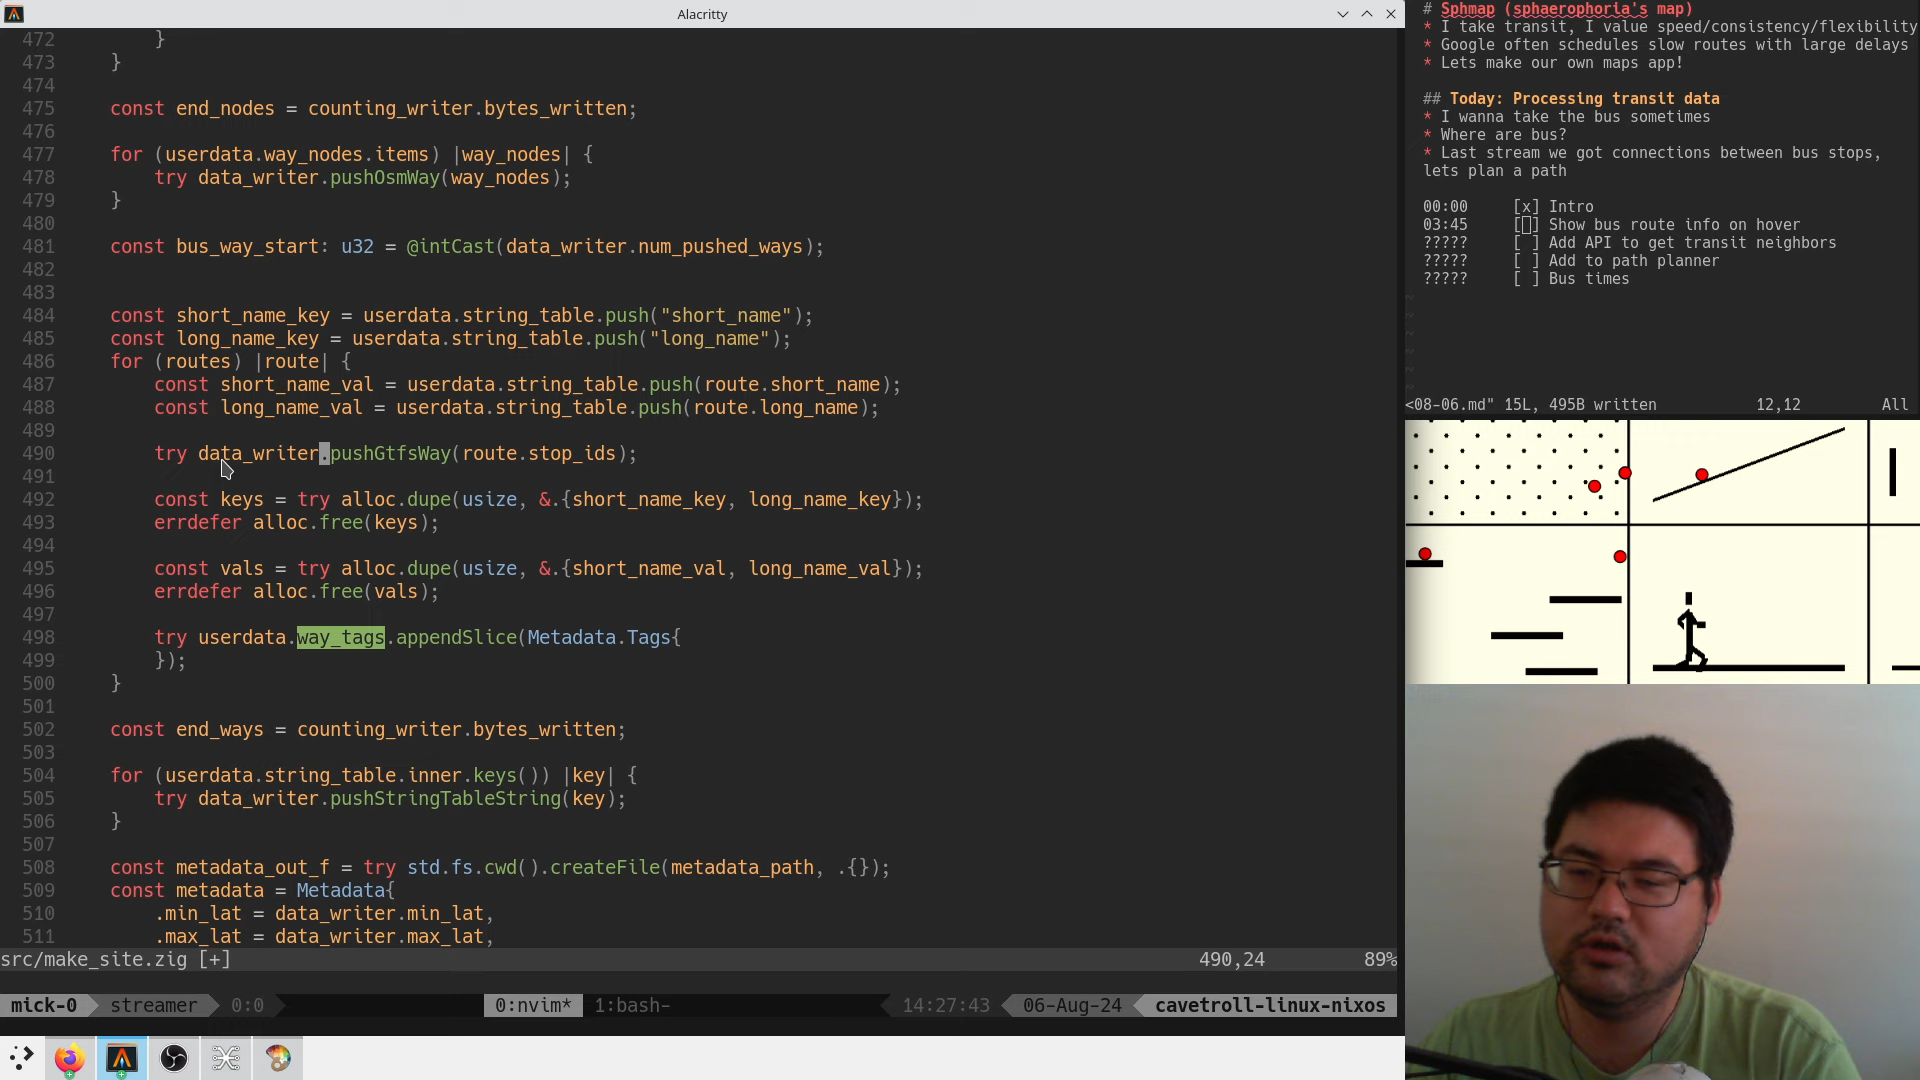 Alacritty
472         }
473     }
474
475     const end_nodes = counting_writer.bytes_written;
476
477     for (userdata.way_nodes.items) |way_nodes| {
478         try data_writer.pushOsmWay(way_nodes);
479     }
480
481     const bus_way_start: u32 = @intCast(data_writer.num_pushed_ways);
482
483
484     const short_name_key = userdata.string_table.push("short_name");
485     const long_name_key = userdata.string_table.push("long_name");
486     for (routes) |route| {
487         const short_name_val = userdata.string_table.push(route.short_name);
488         const long_name_val = userdata.string_table.push(route.long_name);
489
490         try data_writer.pushGtfsWay(route.stop_ids);
491
492         const keys = try alloc.dupe(usize, &.{short_name_key, long_name_key});
493         errdefer alloc.free(keys);
494
495         const vals = try alloc.dupe(usize, &.{short_name_val, long_name_val});
496         errdefer alloc.free(vals);
497
498         try userdata.way_tags.appendSlice(Metadata.Tags{
499         });
500     }
501
502     const end_ways = counting_writer.bytes_written;
503
504     for (userdata.string_table.inner.keys()) |key| {
505         try data_writer.pushStringTableString(key);
506     }
507
508     const metadata_out_f = try std.fs.cwd().createFile(metadata_path, .{});
509     const metadata = Metadata{
510         .min_lat = data_writer.min_lat,
511         .max_lat = data_writer.max_lat,
src/make_site.zig [+] 490,24 89%
mick-0 streamer 0:0 0:nvim* 1:bash- 14:27:43 06-Aug-24 cavetroll-linux-nixos
# Sphmap (sphaerophoria's map)
* I take transit, I value speed/consistency/flexibility
* Google often schedules slow routes with large delays
* Lets make our own maps app!
## Today: Processing transit data
* I wanna take the bus sometimes
* Where are bus?
* Last stream we got connections between bus stops,
lets plan a path
00:00     [x] Intro
03:45     [ ] Show bus route info on hover
?????     [ ] Add API to get transit neighbors
?????     [ ] Add to path planner
?????     [ ] Bus times
~
~
~
~
~
~
<08-06.md" 15L, 495B written 12,12 All